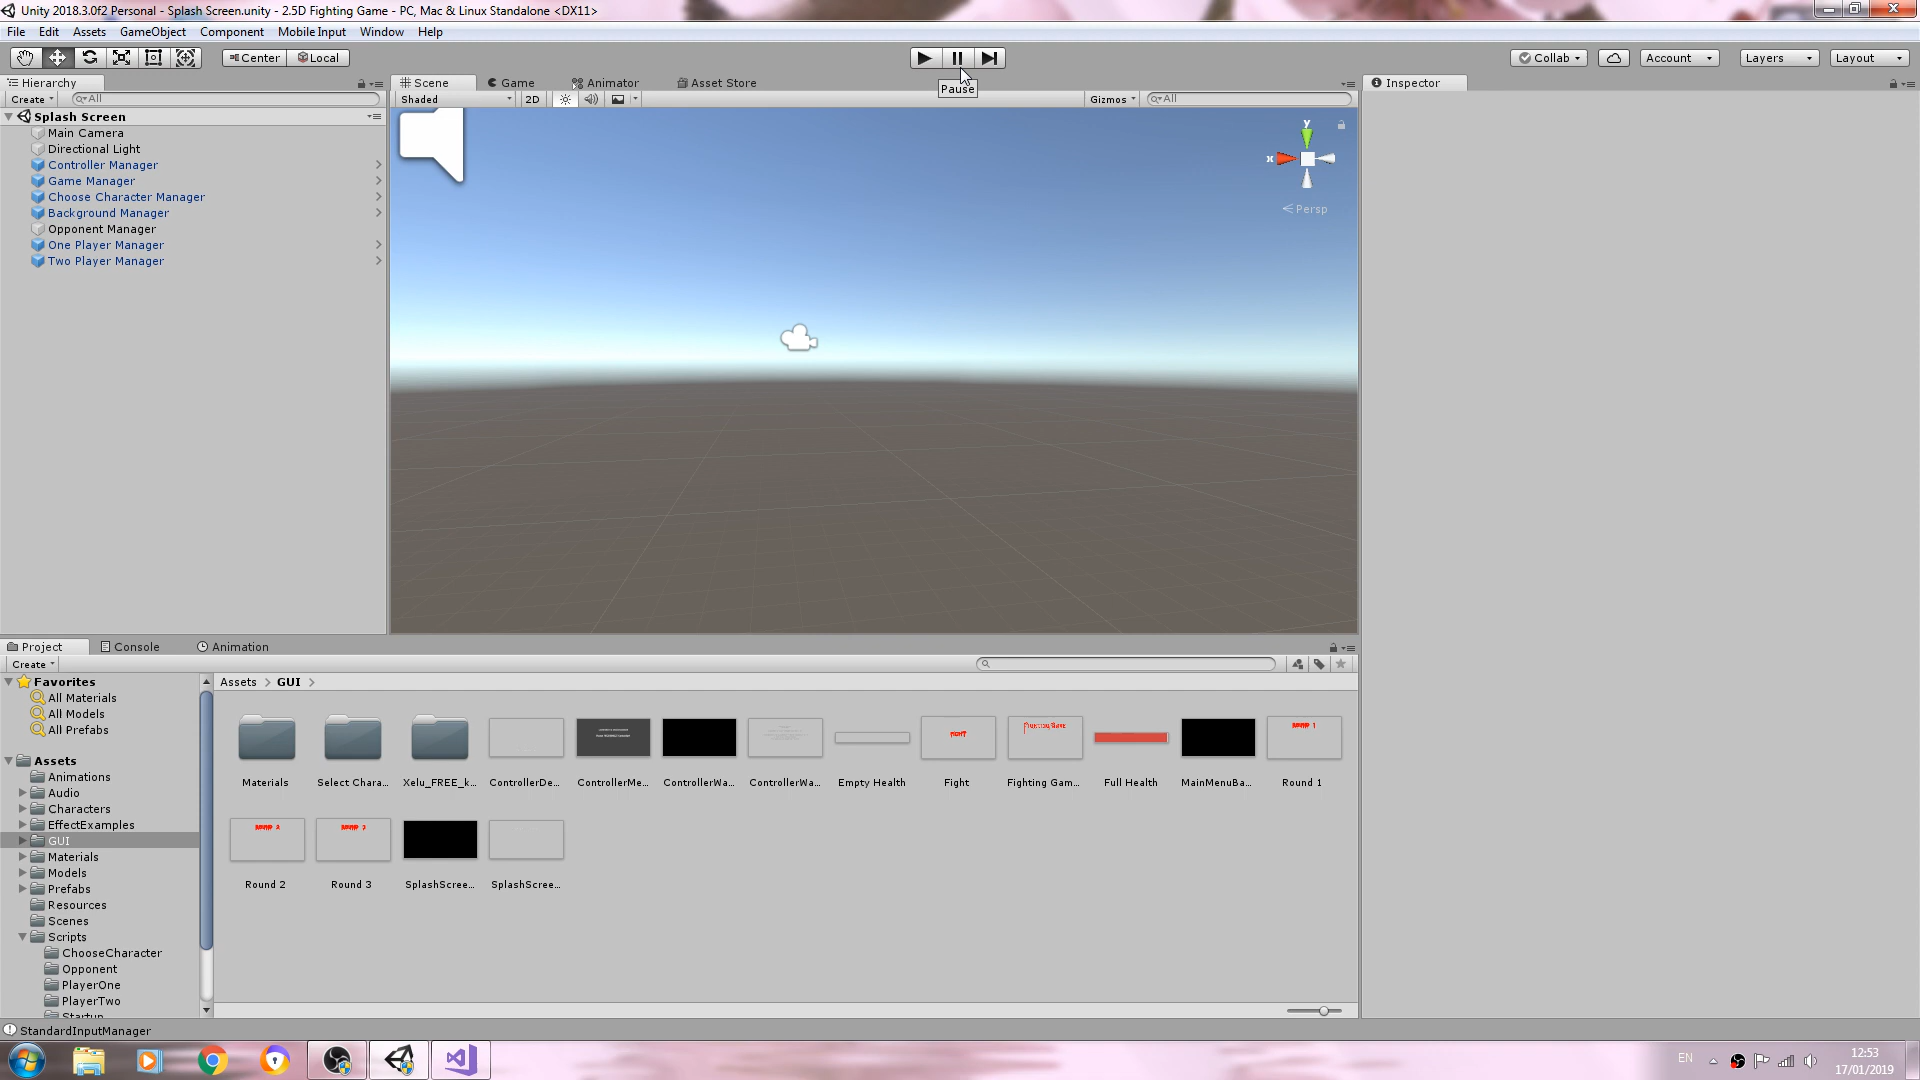 Unity 2018.3.0f2 Personal - Splash Screen.unity - 2.5D Fighting Game - PC, Mac & Linux Standalone <DX11>
File Edit Assets GameObject Component Mobile Input Window Help
Center Local Collab Account Layers Layout
Pause
Hierarchy
Create All
Splash Screen
Main Camera
Directional Light
Controller Manager
Game Manager
Choose Character Manager
Background Manager
Opponent Manager
One Player Manager
Two Player Manager
Scene Game Animator Asset Store
Shaded 2D Gizmos All
y
x
Persp
Inspector
Project Console Animation
Create
Favorites
All Materials
All Models
All Prefabs
Assets
Animations
Audio
Characters
EffectExamples
GUI
Materials
Models
Prefabs
Resources
Scenes
Scripts
ChooseCharacter
Opponent
PlayerOne
PlayerTwo
Startup
Assets > GUI >
Materials Select Chara... Xelu_FREE_k... ControllerDe... ControllerMe... ControllerWa... ControllerWa... Empty Health Fight Fighting Gam... Full Health MainMenuBa... Round 1
Round 2 Round 3 SplashScree... SplashScree...
StandardInputManager
EN
12:53
17/01/2019